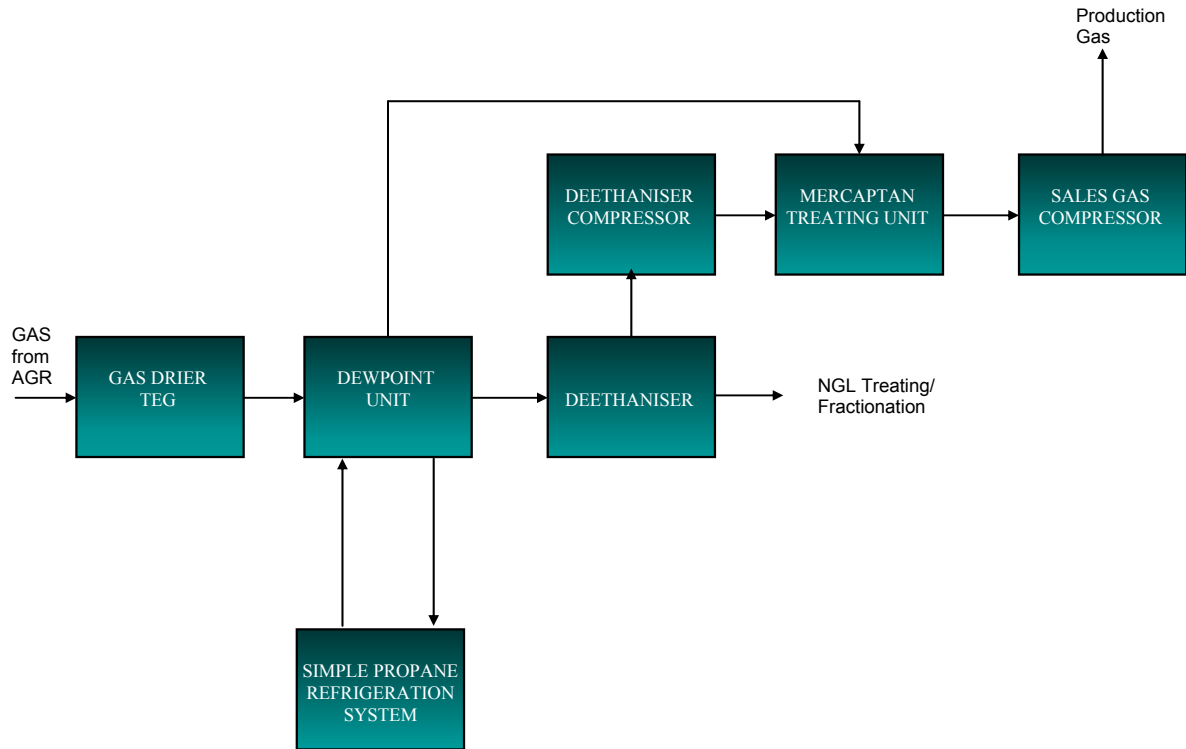 Production
Gas
DEETHANISER
COMPRESSOR
MERCAPTAN
TREATING UNIT
SALES GAS
COMPRESSOR
GAS
from
AGR
GAS DRIER
TEG
DEWPOINT
UNIT
DEETHANISER
NGL Treating/
Fractionation
SIMPLE PROPANE
REFRIGERATION
SYSTEM